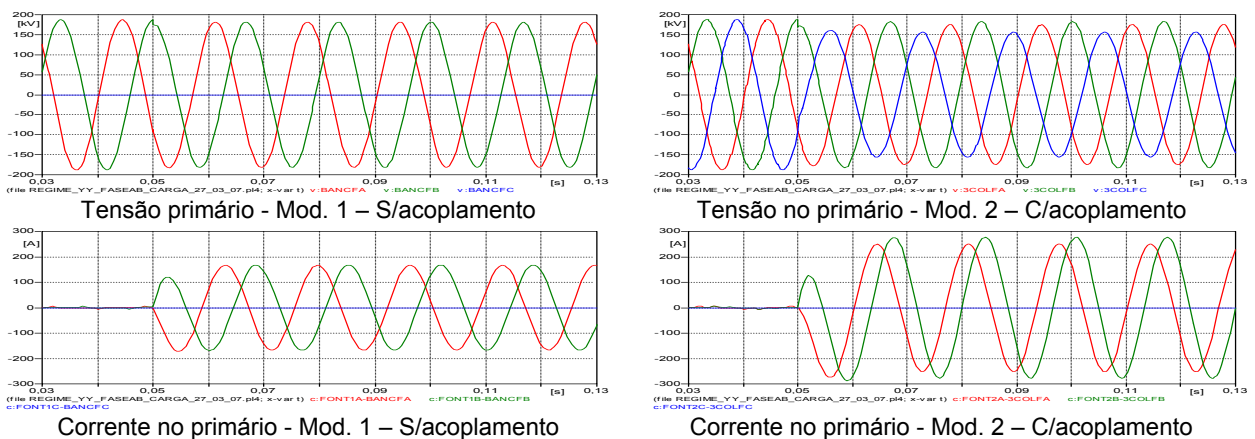 200
[kV]
150
100
50
0
-50
-100
-150
-200
0,03 0,05 0,07 0,09 0,11 [s] 0,13
(file REGIME_YY_FASEAB_CARGA_27_03_07.pl4; x-var t) v:BANCFA v:BANCFB v:BANCFC
Tensão primário - Mod. 1 – S/acoplamento
200
[kV]
150
100
50
0
-50
-100
-150
-200
0,03 0,05 0,07 0,09 0,11 [s] 0,13
(file REGIME_YY_FASEAB_CARGA_27_03_07.pl4; x-var t) v:3COLFA v:3COLFB v:3COLFC
Tensão no primário - Mod. 2 – C/acoplamento
300
[A]
200
100
0
-100
-200
-300
0,03 0,05 0,07 0,09 0,11 [s] 0,13
(file REGIME_YY_FASEAB_CARGA_27_03_07.pl4; x-var t) c:FONT1A-BANCFA c:FONT1B-BANCFB
c:FONT1C-BANCFC
Corrente no primário - Mod. 1 – S/acoplamento
300
[A]
200
100
0
-100
-200
-300
0,03 0,05 0,07 0,09 0,11 [s] 0,13
(file REGIME_YY_FASEAB_CARGA_27_03_07.pl4; x-var t) c:FONT2A-3COLFA c:FONT2B-3COLFB
c:FONT2C-3COLFC
Corrente no primário - Mod. 2 – C/acoplamento